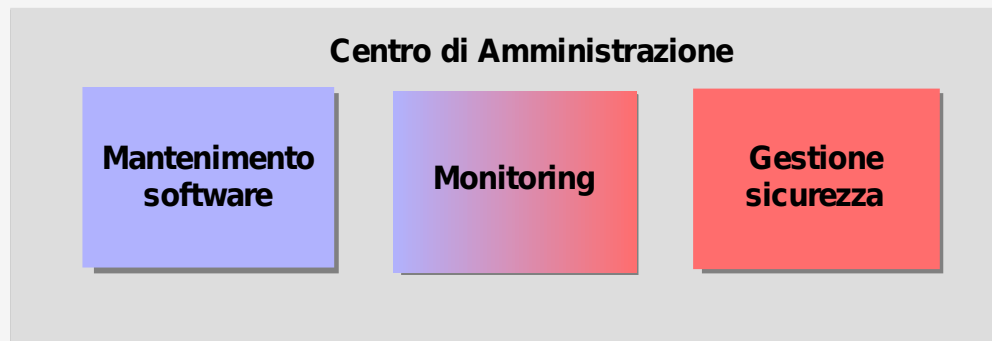 Centro di Amministrazione
Mantenimento
software
Monitoring
Gestione
sicurezza